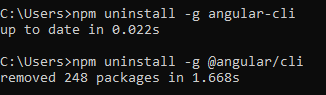 C:\Users>npm uninstall -g angular-cli
up to date in 0.022s
C:\Users>npm uninstall -g @angular/cli
removed 248 packages in 1.668s